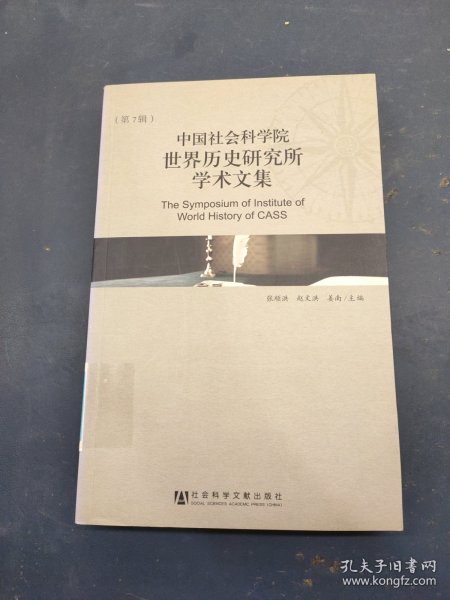 （第7辑）
中国社会科学院
世界历史研究所
学术文集
The Symposium of Institute of
World History of CASS
张顺洪 赵文洪 姜南/主编
社会科学文献出版社
SOCIAL SCIENCES ACADEMIC PRESS (CHINA)
孔夫子旧书网
www.kongfz.com